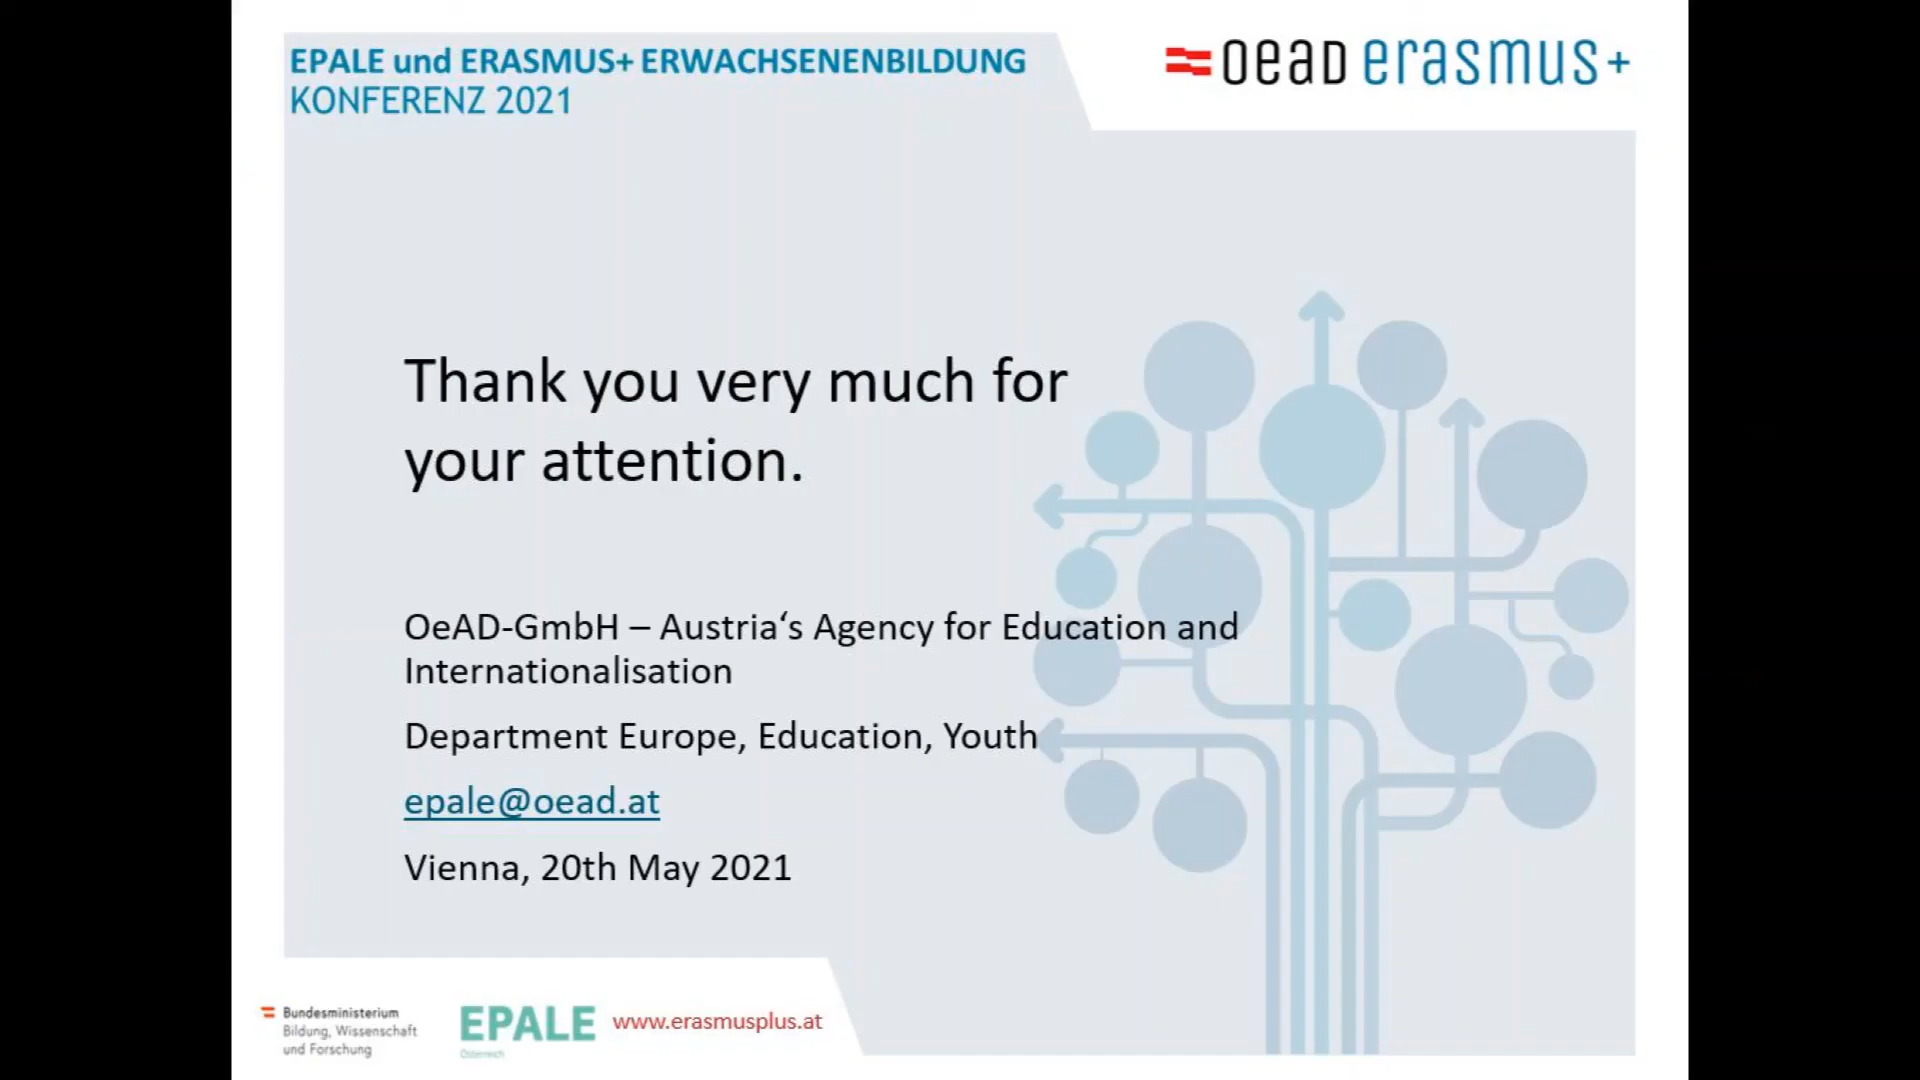 EPALE und ERASMUS+ ERWACHSENENBILDUNG
KONFERENZ 2021
oead erasmus+
Thank you very much for
your attention.
OeAD-GmbH – Austria‘s Agency for Education and
Internationalisation
Department Europe, Education, Youth
epale@oead.at
Vienna, 20th May 2021
Bundesministerium
Bildung, Wissenschaft
und Forschung
EPALE
Österreich
www.erasmusplus.at